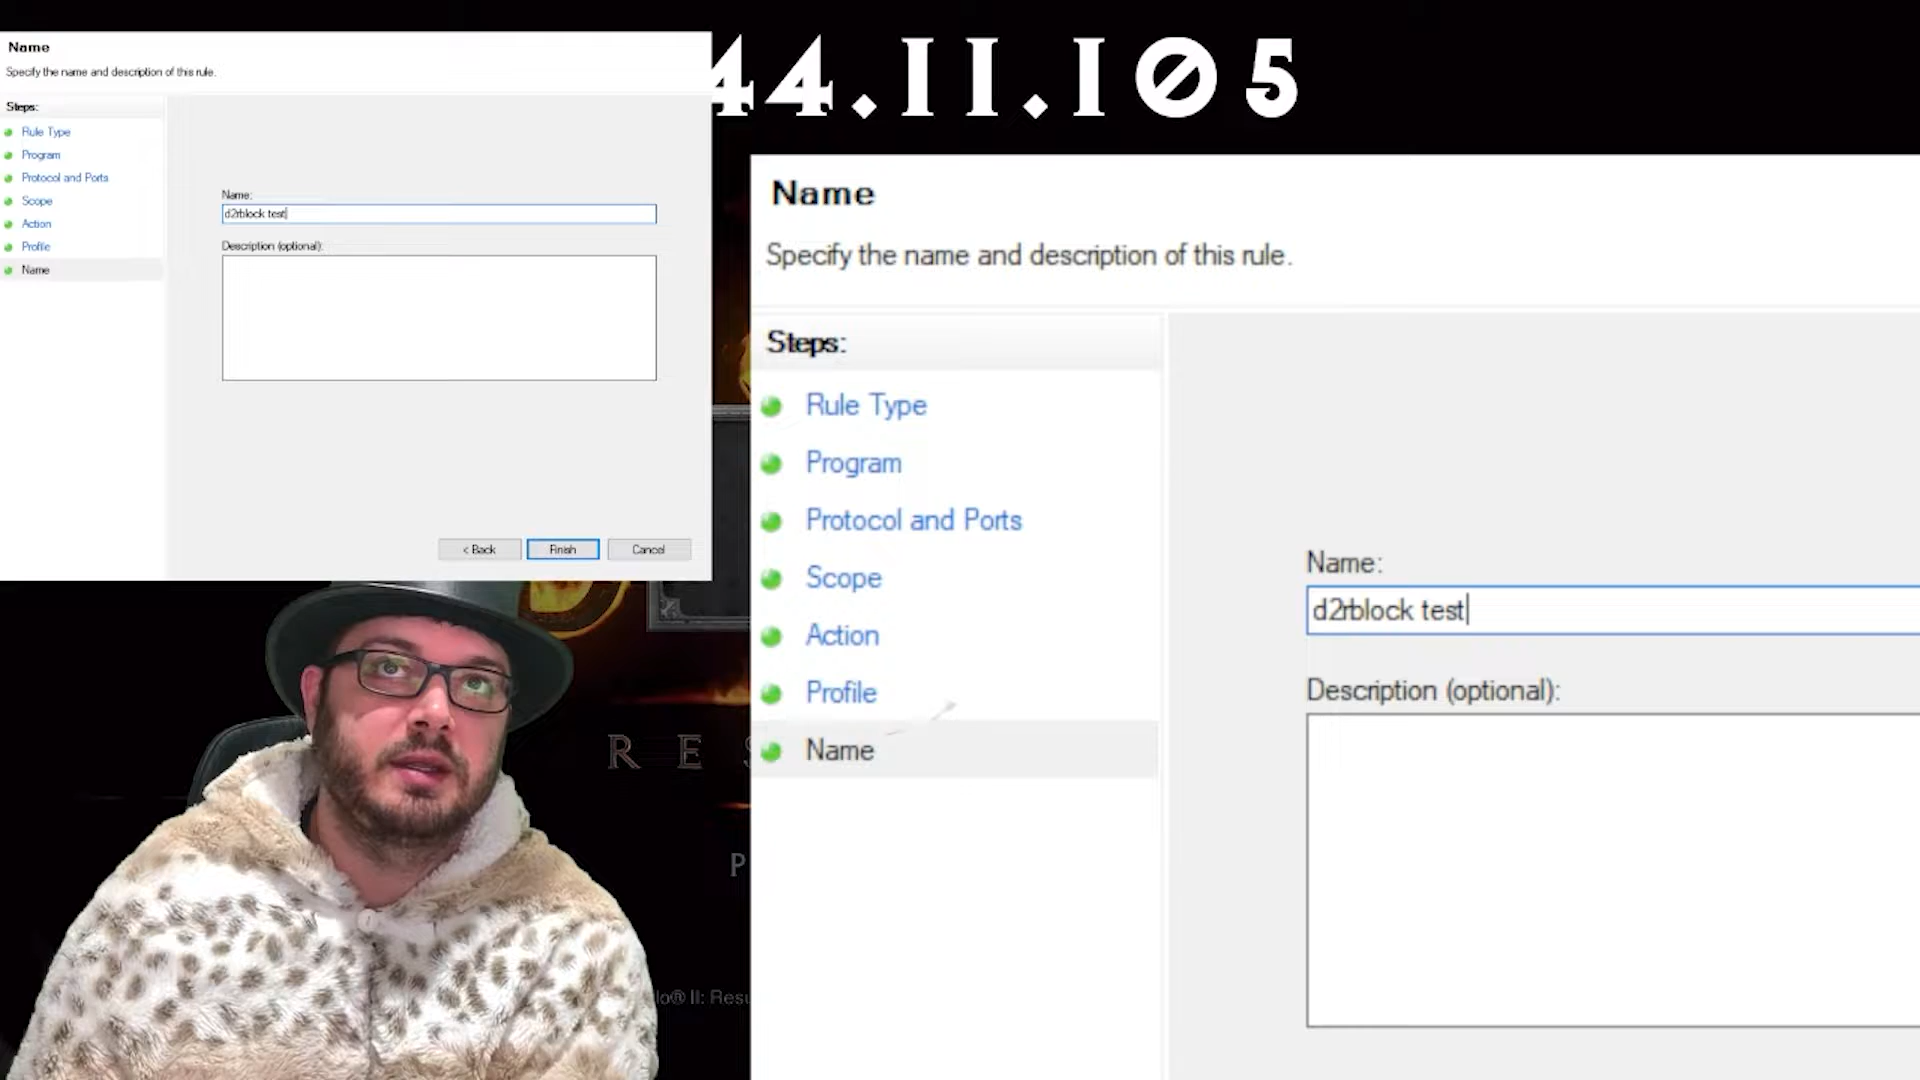 Name
Specify the name and description of this rule.
Steps:
Rule Type
Program
Protocol and Ports
Scope
Action
Profile
Name
Name:
d2rblock test
Description (optional):
< Back
Finish
Cancel
44.11.105
Name
Specify the name and description of this rule.
Steps:
Rule Type
Program
Protocol and Ports
Scope
Action
Profile
Name
Name:
d2rblock test
Description (optional):
R E S
P
lo® II: Resu